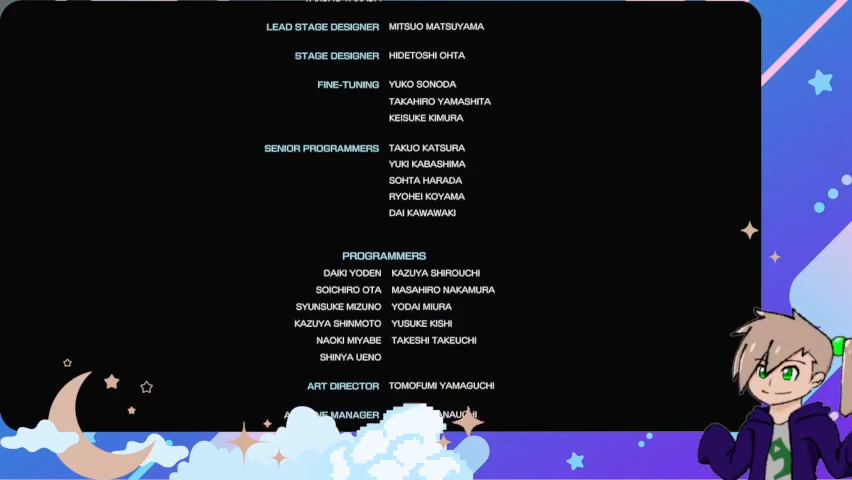 LEAD STAGE DESIGNER MITSUO MATSUYAMA
STAGE DESIGNER HIDETOSHI OHTA
FINE-TUNING YUKO SONODA
TAKAHIRO YAMASHITA
KEISUKE KIMURA
SENIOR PROGRAMMERS TAKUO KATSURA
YUKI KABASHIMA
SOHTA HARADA
RYOHEI KOYAMA
DAI KAWAWAKI
PROGRAMMERS
DAIKI YODEN KAZUYA SHIROUCHI
SOICHIRO OTA MASAHIRO NAKAMURA
SYUNSUKE MIZUNO YODAI MIURA
KAZUYA SHINMOTO YUSUKE KISHI
NAOKI MIYABE TAKESHI TAKEUCHI
SHINYA UENO
ART DIRECTOR TOMOFUMI YAMAGUCHI
MANAGER